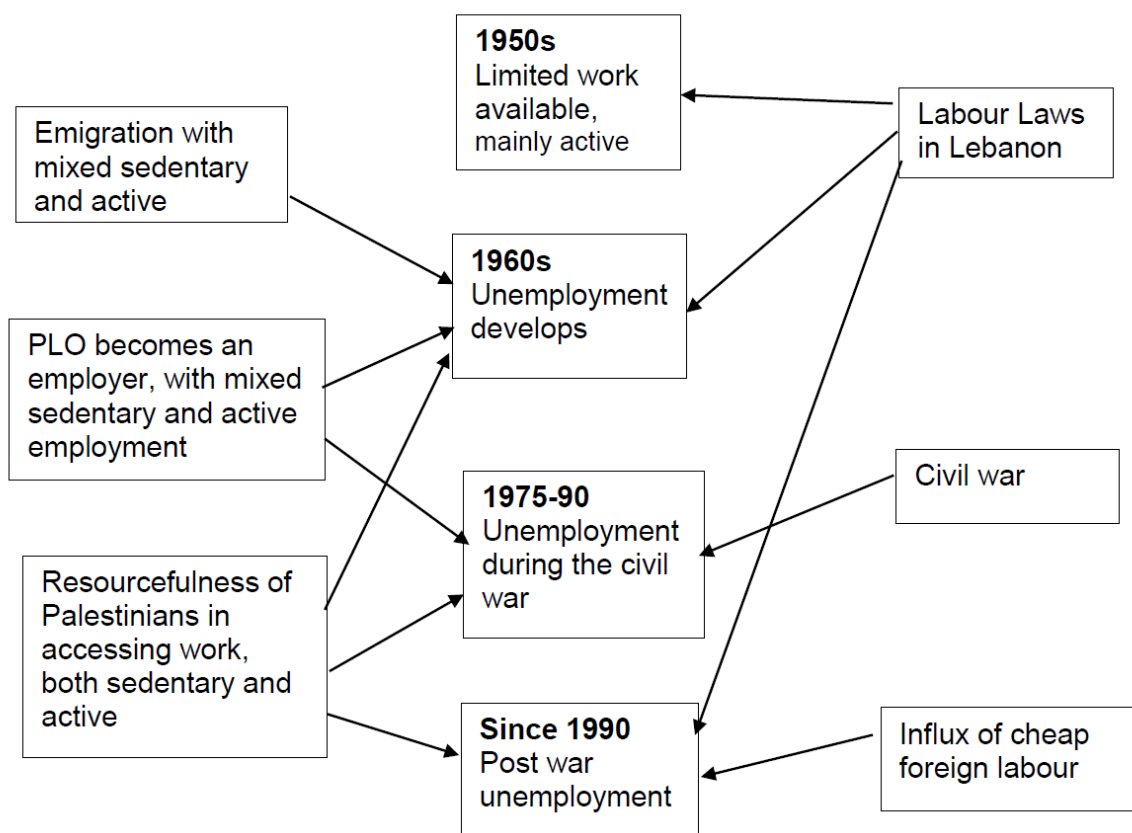 1950s
Limited work
available,
mainly active
Emigration with
mixed sedentary
and active
Labour Laws
in Lebanon
1960s
Unemployment
develops
PLO becomes an
employer, with mixed
sedentary and active
employment
1975-90
Unemployment
during the civil
war
Civil war
Resourcefulness of
Palestinians in
accessing work,
both sedentary and
active
Since 1990
Post war
unemployment
Influx of cheap
foreign labour